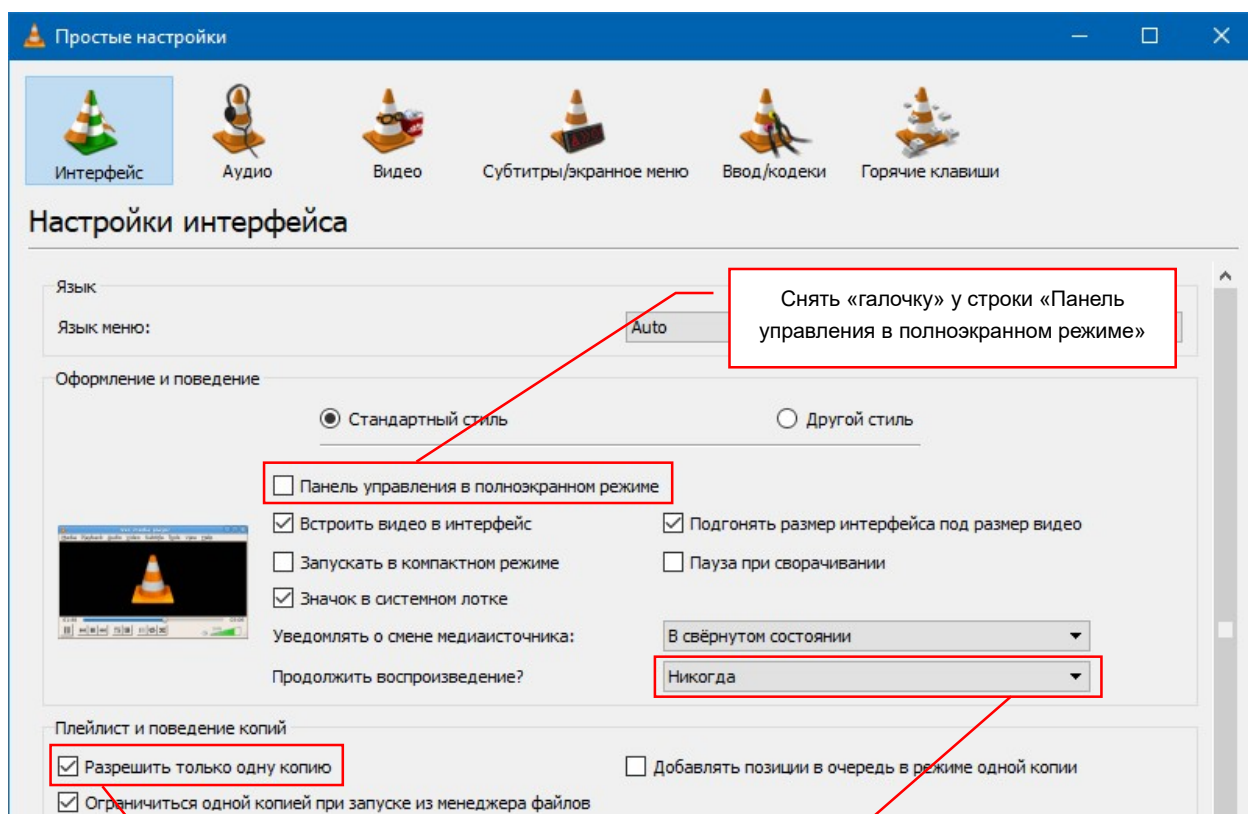 Простые настройки
Интерфейс
Аудио
Видео
Субтитры/экранное меню
Ввод/кодеки
Горячие клавиши
Настройки интерфейса
Язык
Язык меню:
Auto
Снять «галочку» у строки «Панель
управления в полноэкранном режиме»
Оформление и поведение
Стандартный стиль
Другой стиль
Панель управления в полноэкранном режиме
Встроить видео в интерфейс
Подгонять размер интерфейса под размер видео
Запускать в компактном режиме
Пауза при сворачивании
Значок в системном лотке
Уведомлять о смене медиаисточника:
В свёрнутом состоянии
Продолжить воспроизведение?
Никогда
Плейлист и поведение копий
Разрешить только одну копию
Добавлять позиции в очередь в режиме одной копии
Ограничиться одной копией при запуске из менеджера файлов